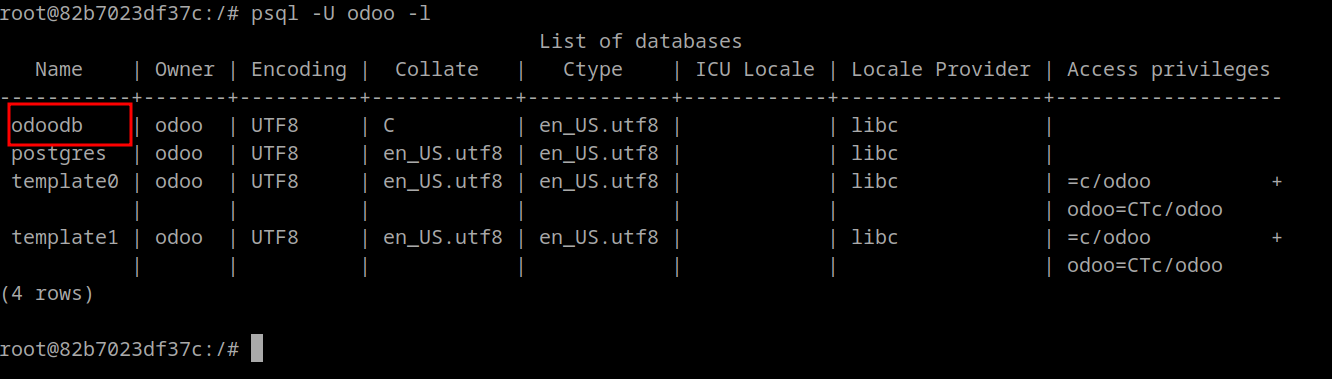 root@82b7023df37c:/# psql -U odoo -l
                                             List of databases
   Name    | Owner | Encoding |  Collate   |   Ctype    | ICU Locale | Locale Provider | Access privileges
-----------+-------+----------+------------+------------+------------+-----------------+-------------------
 odoodb    | odoo  | UTF8     | C          | en_US.utf8 |            | libc            |
 postgres  | odoo  | UTF8     | en_US.utf8 | en_US.utf8 |            | libc            |
 template0 | odoo  | UTF8     | en_US.utf8 | en_US.utf8 |            | libc            | =c/odoo          +
           |       |          |            |            |            |                 | odoo=CTc/odoo
 template1 | odoo  | UTF8     | en_US.utf8 | en_US.utf8 |            | libc            | =c/odoo          +
           |       |          |            |            |            |                 | odoo=CTc/odoo
(4 rows)

root@82b7023df37c:/#